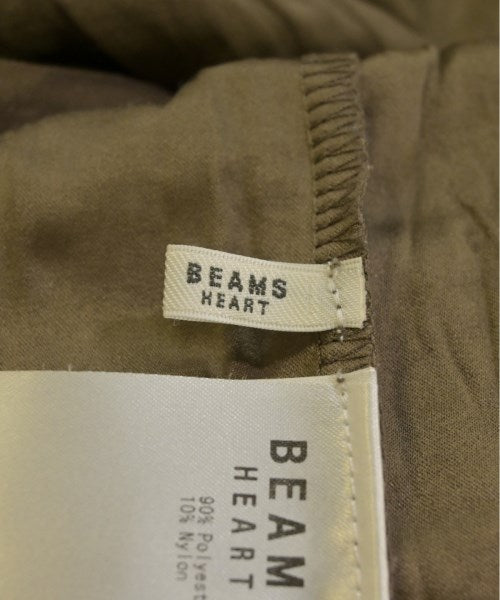 BEAMS
HEART
BEAM
HEART
90% Polyest
10% Nylon